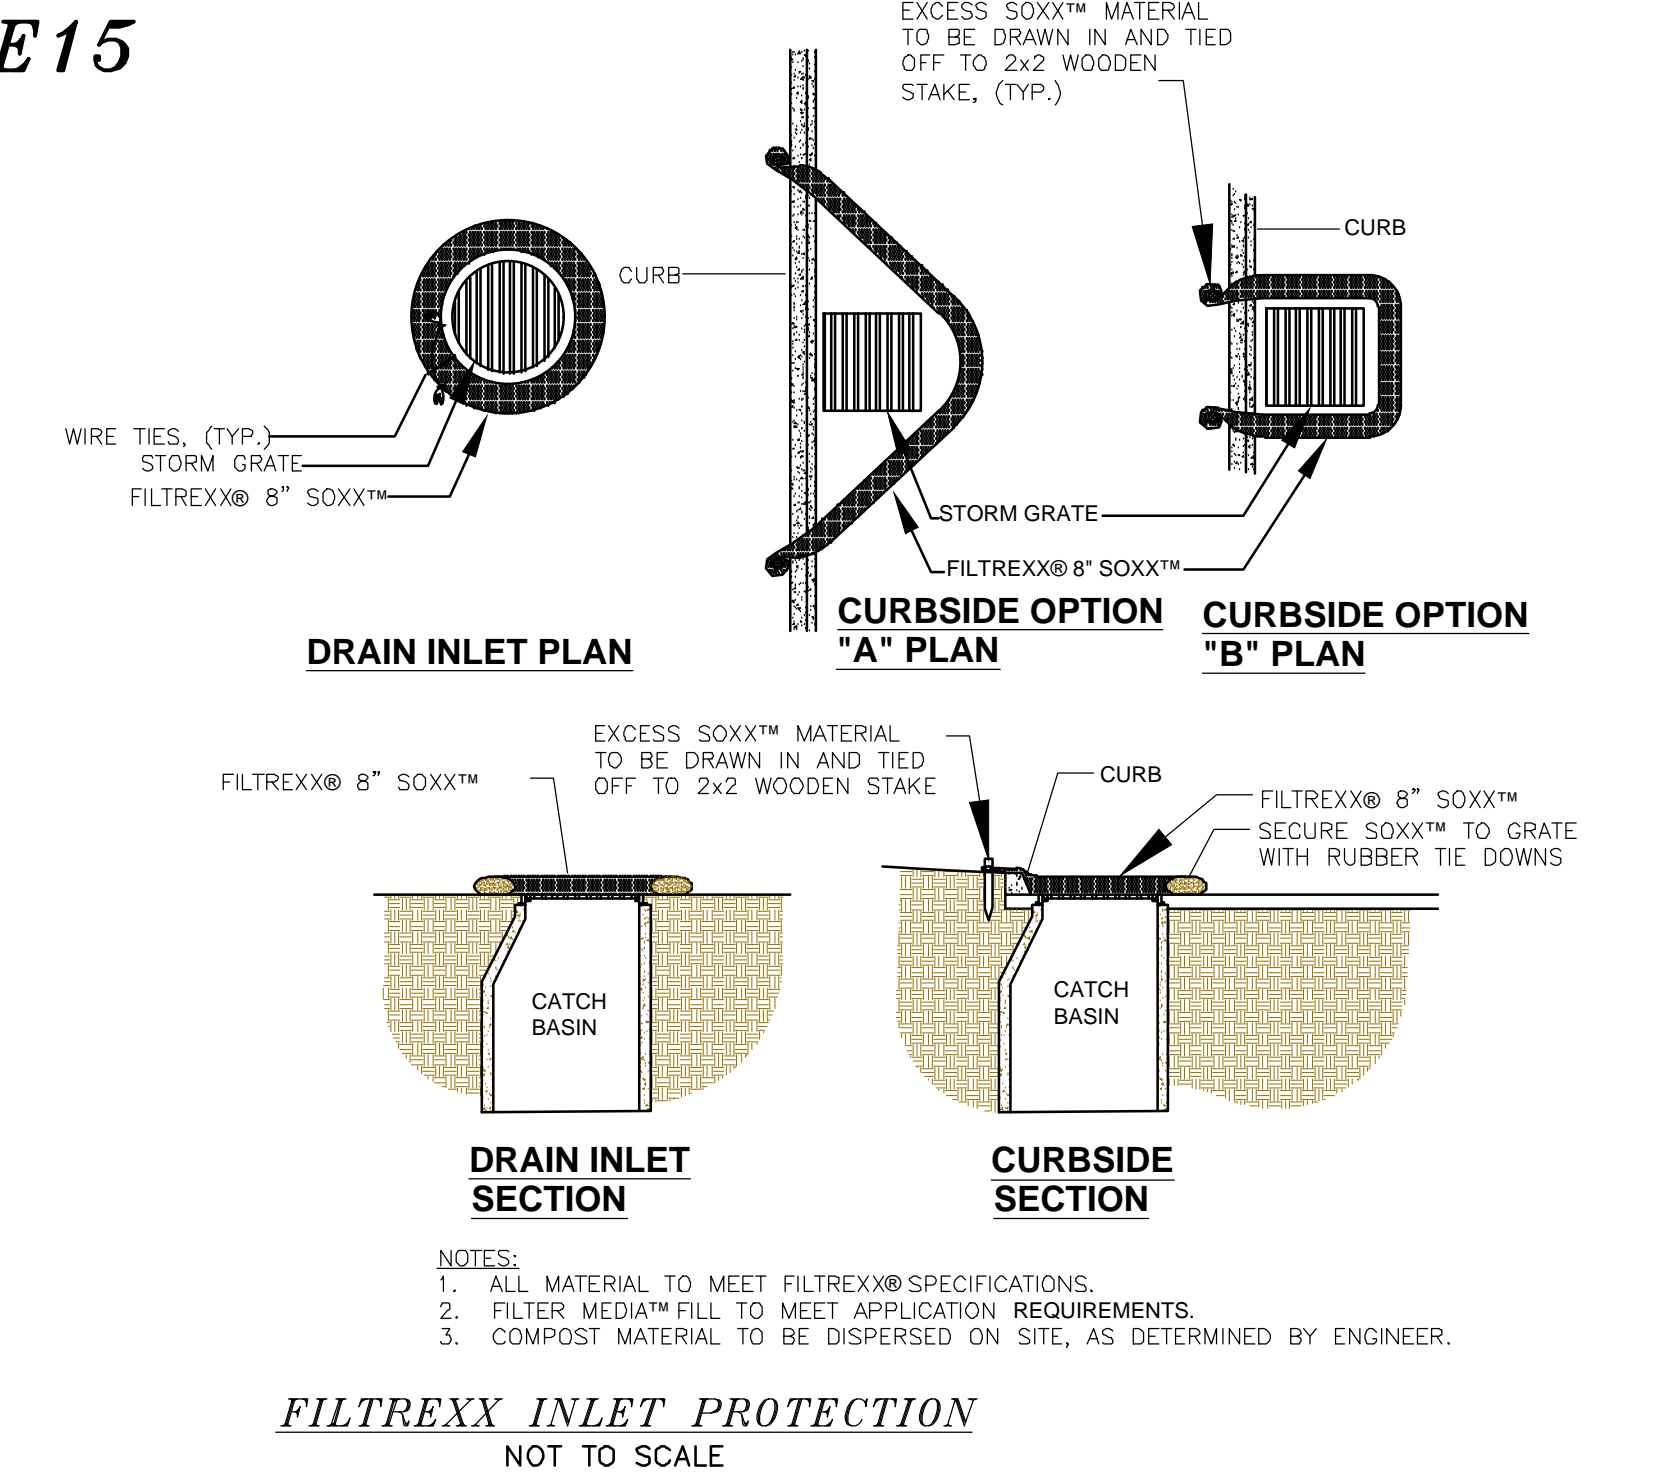 E15
EXCESS SOXX™ MATERIAL
TO BE DRAWN IN AND TIED
OFF TO 2x2 WOODEN
STAKE, (TYP.)
CURB
CURB
WIRE TIES, (TYP.)
STORM GRATE
FILTREXX® 8" SOXX™
STORM GRATE
FILTREXX® 8" SOXX™
DRAIN INLET PLAN
CURBSIDE OPTION
"A" PLAN
CURBSIDE OPTION
"B" PLAN
FILTREXX® 8" SOXX™
EXCESS SOXX™ MATERIAL
TO BE DRAWN IN AND TIED
OFF TO 2x2 WOODEN STAKE
CURB
FILTREXX® 8" SOXX™
SECURE SOXX™ TO GRATE
WITH RUBBER TIE DOWNS
CATCH
BASIN
CATCH
BASIN
DRAIN INLET
SECTION
CURBSIDE
SECTION
NOTES:
1. ALL MATERIAL TO MEET FILTREXX® SPECIFICATIONS.
2. FILTER MEDIA™ FILL TO MEET APPLICATION REQUIREMENTS.
3. COMPOST MATERIAL TO BE DISPERSED ON SITE, AS DETERMINED BY ENGINEER.
FILTREXX INLET PROTECTION
NOT TO SCALE